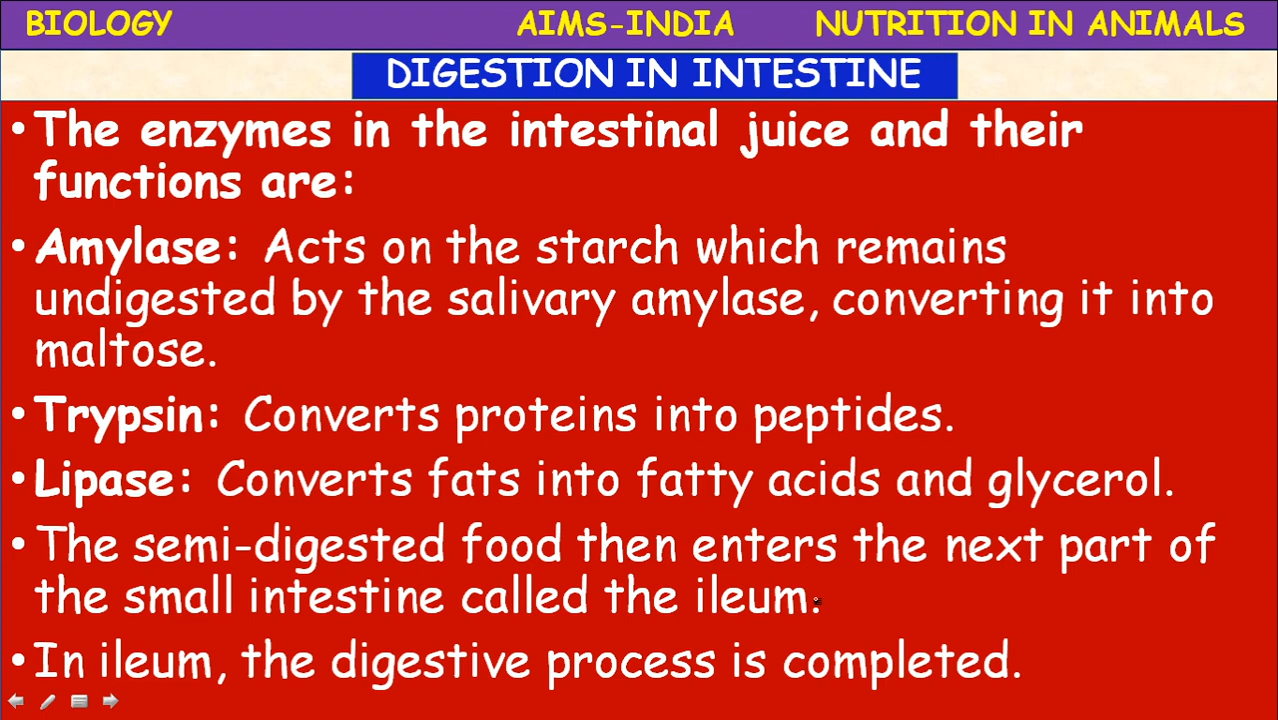 BIOLOGY AIMS-INDIA NUTRITION IN ANIMALS
DIGESTION IN INTESTINE
• The enzymes in the intestinal juice and their
functions are:
• Amylase: Acts on the starch which remains
undigested by the salivary amylase, converting it into
maltose.
• Trypsin: Converts proteins into peptides.
• Lipase: Converts fats into fatty acids and glycerol.
• The semi-digested food then enters the next part of
the small intestine called the ileum.
• In ileum, the digestive process is completed.